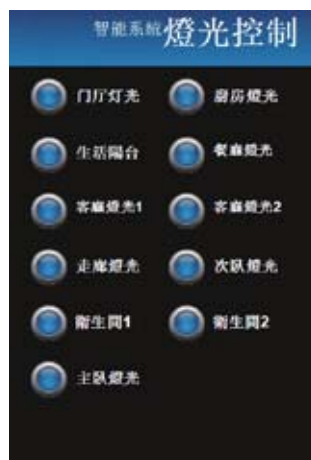 智能系統 燈光控制
门厅灯光 廚房燈光
生活陽台 餐廳燈光
客廳燈光1 客廳燈光2
走廊燈光 次臥燈光
衛生間1 衛生間2
主臥燈光